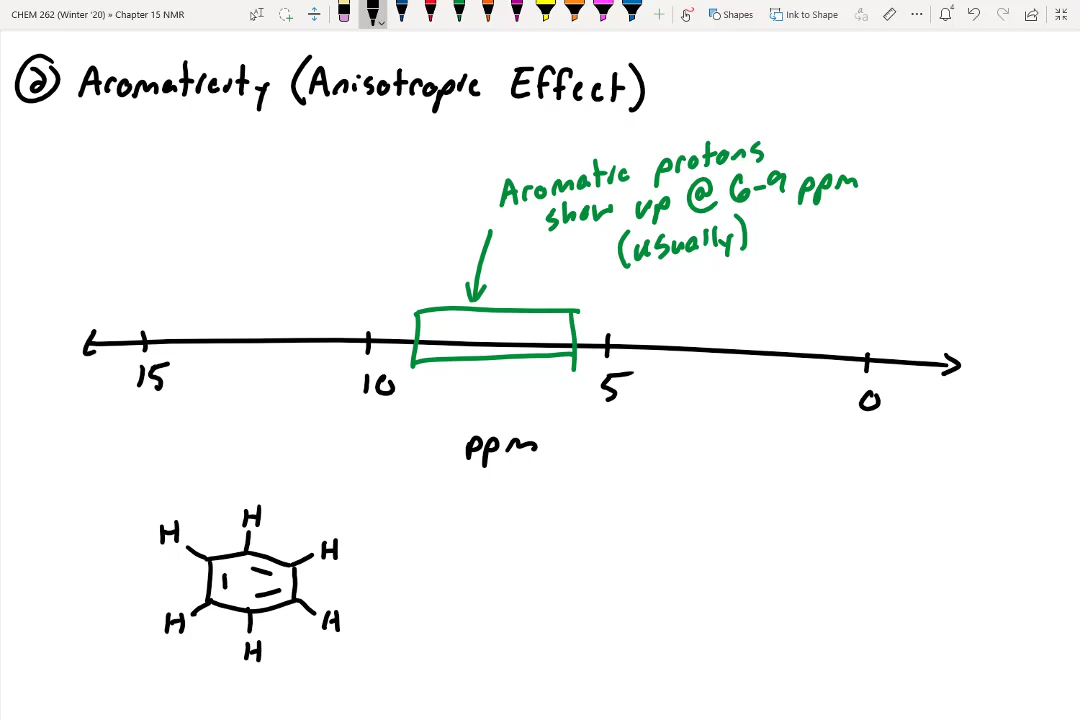 CHEM 262 (Winter '20) » Chapter 15 NMR
Shapes
Ink to Shape
② Aromaticity (Anisotropic Effect)
Aromatic protons
show up @ 6-9 ppm
(usually)
15
10
5
0
ppm
H
H
H
H
H
H